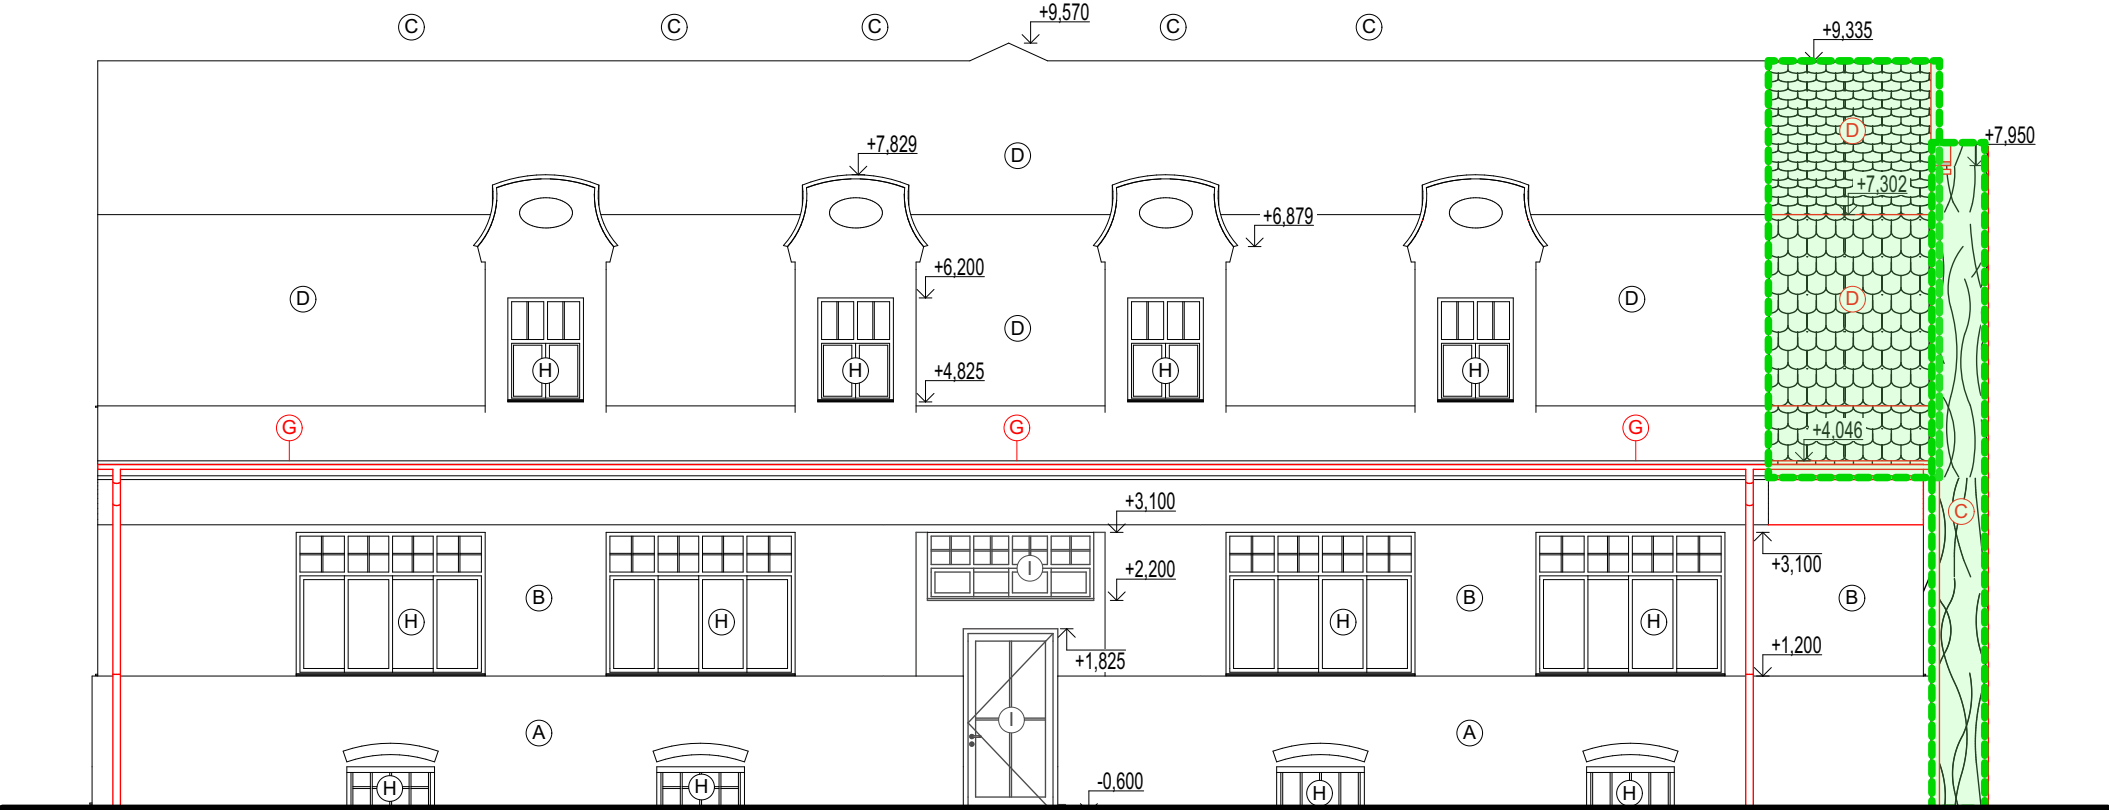 C C C +9,570 C C
+9,335
D
+7,829 D +7,950
+7,302
+6,879
+6,200
D D D
D
H H +4,825 H H
G G G +4,046
+3,100
C
I +2,200 +3,100
H B H H B H B
+1,825 +1,200
I
A A
-0,600
H H H H